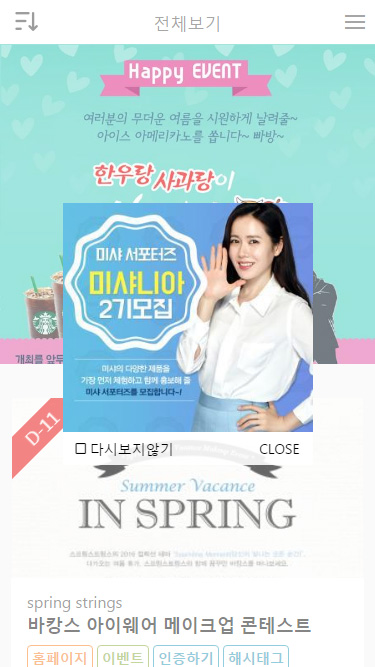 전체보기
Happy EVENT
여러분의 무더운 여름을 시원하게 날려줄~
아이스 아메리카노를 쏩니다~ 빠방~
한우랑 사과랑이
미샤 서포터즈
미샤니아
2기모집
미샤의 다양한 제품을
가장 먼저 체험하고 함께 홍보해 줄
미샤 서포터즈를 모집합니다~!
다시보지않기
CLOSE
D-11
Summer Vacance
IN SPRING
spring strings
바캉스 아이웨어 메이크업 콘테스트
홈페이지 이벤트 인증하기 해시태그